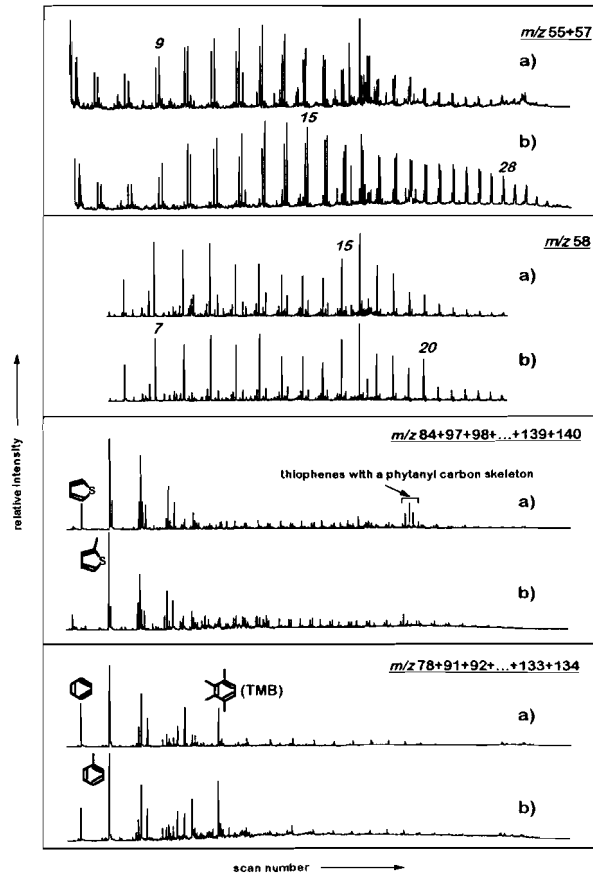 m/z 55+57
9
a)
15
b)
28
m/z 58
15
a)
7
20
b)
m/z 84+97+98+...+139+140
thiophenes with a phytanyl carbon skeleton
S
a)
S
b)
m/z 78+91+92+...+133+134
(TMB)
a)
b)
relative intensity
scan number